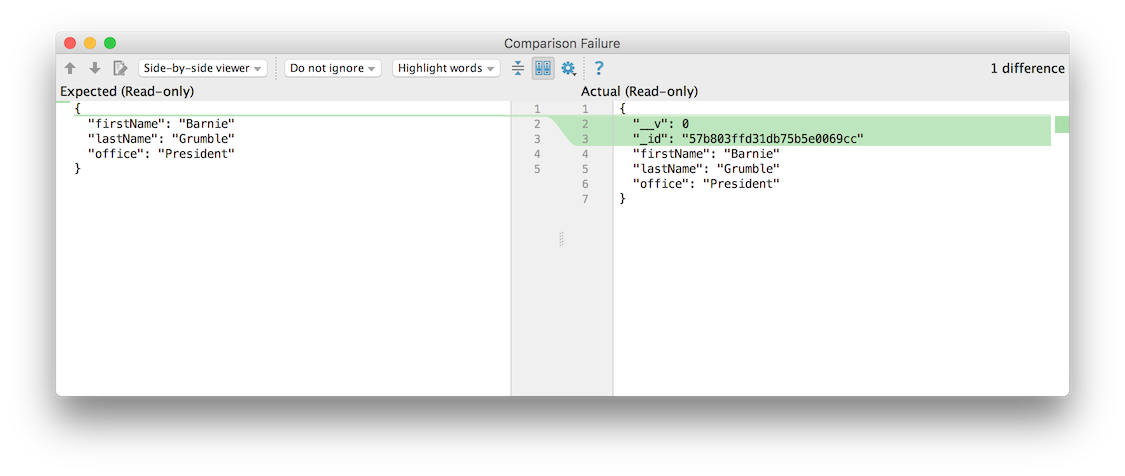 Comparison Failure
Side-by-side viewer Do not ignore Highlight words ? 1 difference
Expected (Read-only) Actual (Read-only)
{ 1 1 {
"firstName": "Barnie" 2 2 "__v": 0
"lastName": "Grumble" 3 3 "_id": "57b803ffd31db75b5e0069cc"
"office": "President" 4 4 "firstName": "Barnie"
} 5 5 "lastName": "Grumble"
6 "office": "President"
7 }